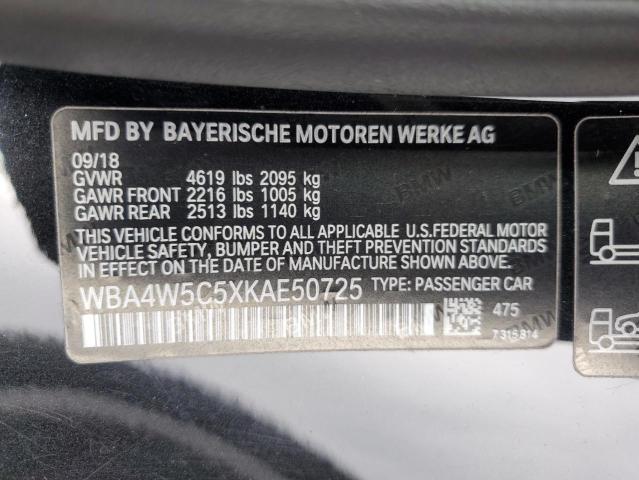 MFD BY BAYERISCHE MOTOREN WERKE AG
09/18
GVWR 4619 lbs 2095 kg
GAWR FRONT 2216 lbs 1005 kg
GAWR REAR 2513 lbs 1140 kg
THIS VEHICLE CONFORMS TO ALL APPLICABLE U.S.FEDERAL MOTOR
VEHICLE SAFETY, BUMPER AND THEFT PREVENTION STANDARDS
IN EFFECT ON THE DATE OF MANUFACTURE SHOWN ABOVE.
WBA4W5C5XKAE50725 TYPE: PASSENGER CAR
475
7315814